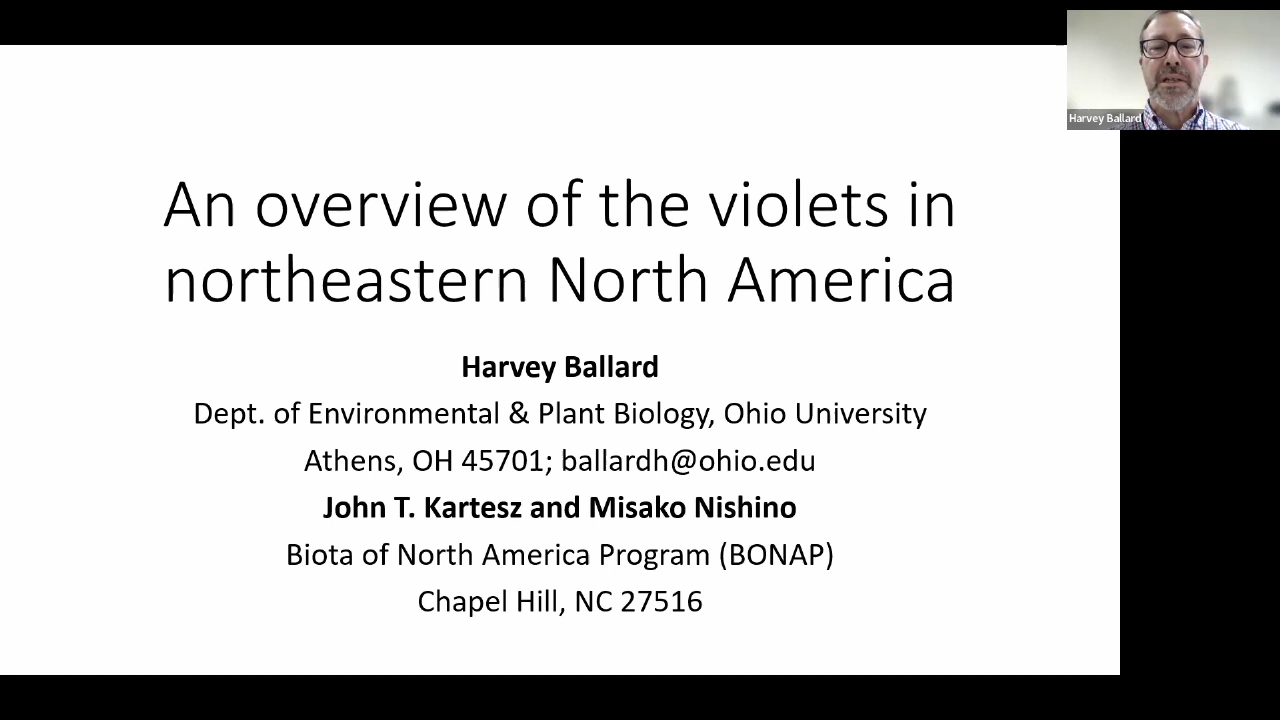 Harvey Ballard
An overview of the violets in
northeastern North America
Harvey Ballard
Dept. of Environmental & Plant Biology, Ohio University
Athens, OH 45701; ballardh@ohio.edu
John T. Kartesz and Misako Nishino
Biota of North America Program (BONAP)
Chapel Hill, NC 27516